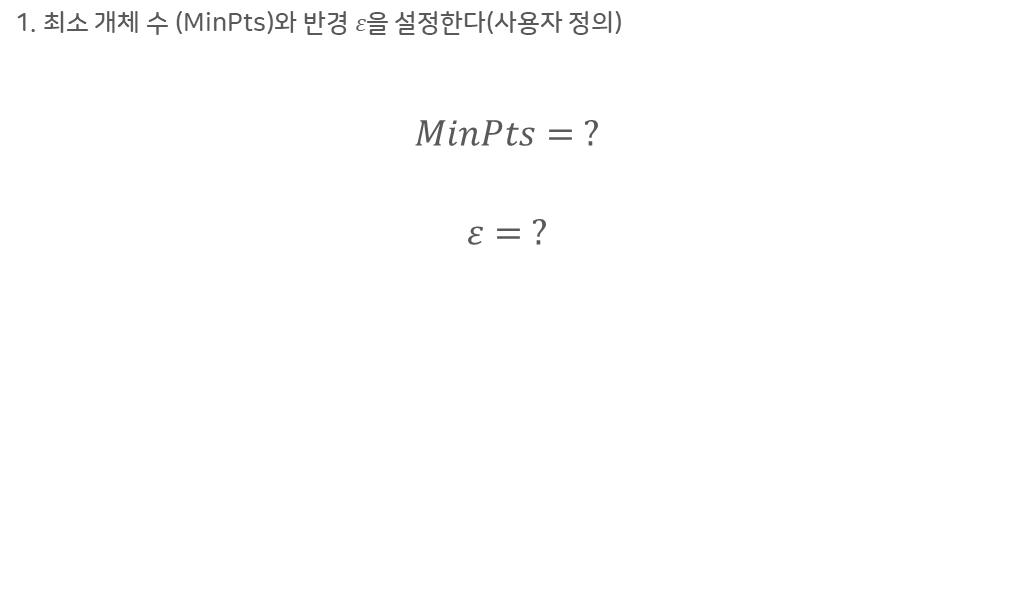 1. 최소 개체 수 (MinPts)와 반경 𝜀을 설정한다(사용자 정의)
𝑀𝑖𝑛𝑃𝑡𝑠 = ?
𝜀 = ?